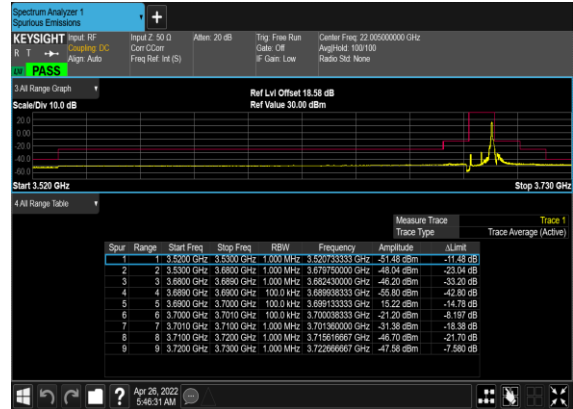 Spectrum Analyzer 1
Spurious Emissions
KEYSIGHT Input: RF Input Z: 50 Ω Atten: 20 dB Trig: Free Run Center Freq: 22.005000000 GHz
R T Coupling: DC Corr CCorr Gate: Off Avg|Hold: 100/100
Align: Auto Freq Ref: Int (S) IF Gain: Low Radio Std: None
PASS
3 All Range Graph
Ref Lvl Offset 18.58 dB
Scale/Div 10.0 dB Ref Value 30.00 dBm
20.0
0.00
-20.0
-40.0
-60.0
Start 3.520 GHz Stop 3.730 GHz
4 All Range Table
Measure Trace Trace 1
Trace Type Trace Average (Active)
Spur Range Start Freq Stop Freq RBW Frequency Amplitude ΔLimit
1 1 3.5200 GHz 3.5300 GHz 1.000 MHz 3.520733333 GHz -51.48 dBm -11.48 dB
2 2 3.5300 GHz 3.6800 GHz 1.000 MHz 3.679750000 GHz -48.04 dBm -23.04 dB
3 3 3.6800 GHz 3.6890 GHz 1.000 MHz 3.682430000 GHz -46.20 dBm -33.20 dB
4 4 3.6890 GHz 3.6900 GHz 100.0 kHz 3.689938333 GHz -55.80 dBm -42.80 dB
5 5 3.6900 GHz 3.7000 GHz 100.0 kHz 3.699133333 GHz 15.22 dBm -14.78 dB
6 6 3.7000 GHz 3.7010 GHz 100.0 kHz 3.700038333 GHz -21.20 dBm -8.197 dB
7 7 3.7010 GHz 3.7100 GHz 1.000 MHz 3.701360000 GHz -31.38 dBm -18.38 dB
8 8 3.7100 GHz 3.7200 GHz 1.000 MHz 3.715616667 GHz -46.70 dBm -21.70 dB
9 9 3.7200 GHz 3.7300 GHz 1.000 MHz 3.722666667 GHz -47.58 dBm -7.580 dB
Apr 26, 2022
5:46:31 AM